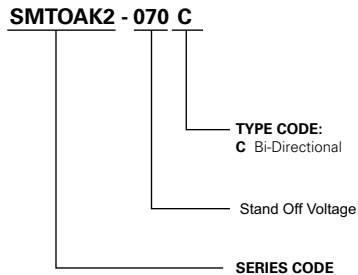 SMTOAK2 - 070 C
TYPE CODE:
C Bi-Directional
Stand Off Voltage
SERIES CODE